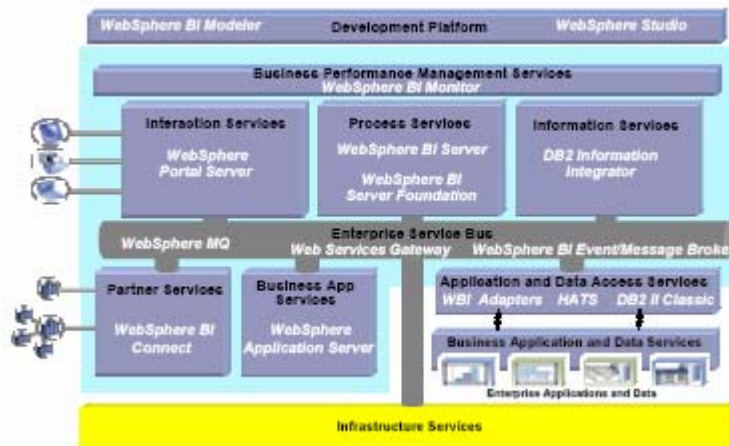 WebSphere BI Modeler Development Platform WebSphere Studio
Business Performance Management Services
WebSphere BI Monitor
Interaction Services
WebSphere
Portal Server
Process Services
WebSphere BI Server
WebSphere BI
Server Foundation
Information Services
DB2 Information
Integrator
Enterprise Service Bus
WebSphere MQ Web Services Gateway WebSphere BI Event/Message Broke
Partner Services
WebSphere BI
Connect
Business App
Services
WebSphere
Application Server
Application and Data Access Services
WBI Adapters HATS DB2 II Classic
Business Application and Data Services
Enterprise Applications and Data
Infrastructure Services